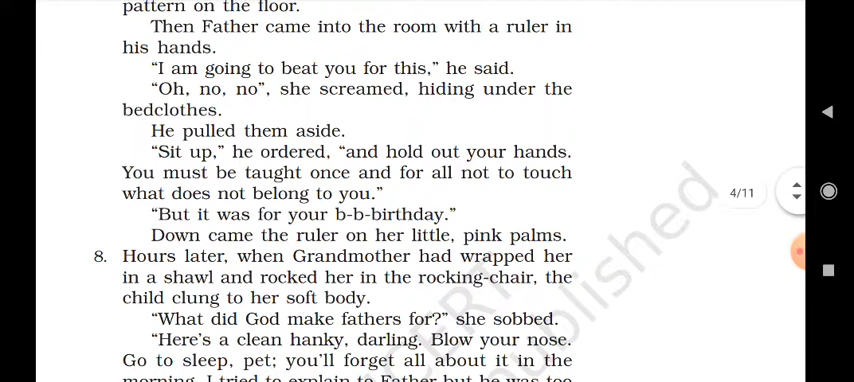 pattern on the floor.
Then Father came into the room with a ruler in
his hands.
“I am going to beat you for this,” he said.
“Oh, no, no”, she screamed, hiding under the
bedclothes.
He pulled them aside.
“Sit up,” he ordered, “and hold out your hands.
You must be taught once and for all not to touch
what does not belong to you.”
“But it was for your b-b-birthday.”
Down came the ruler on her little, pink palms.
8. Hours later, when Grandmother had wrapped her
in a shawl and rocked her in the rocking-chair, the
child clung to her soft body.
“What did God make fathers for?” she sobbed.
“Here’s a clean hanky, darling. Blow your nose.
Go to sleep, pet; you’ll forget all about it in the
morning. I tried to explain to Father but he was too
4/11
CERT
published